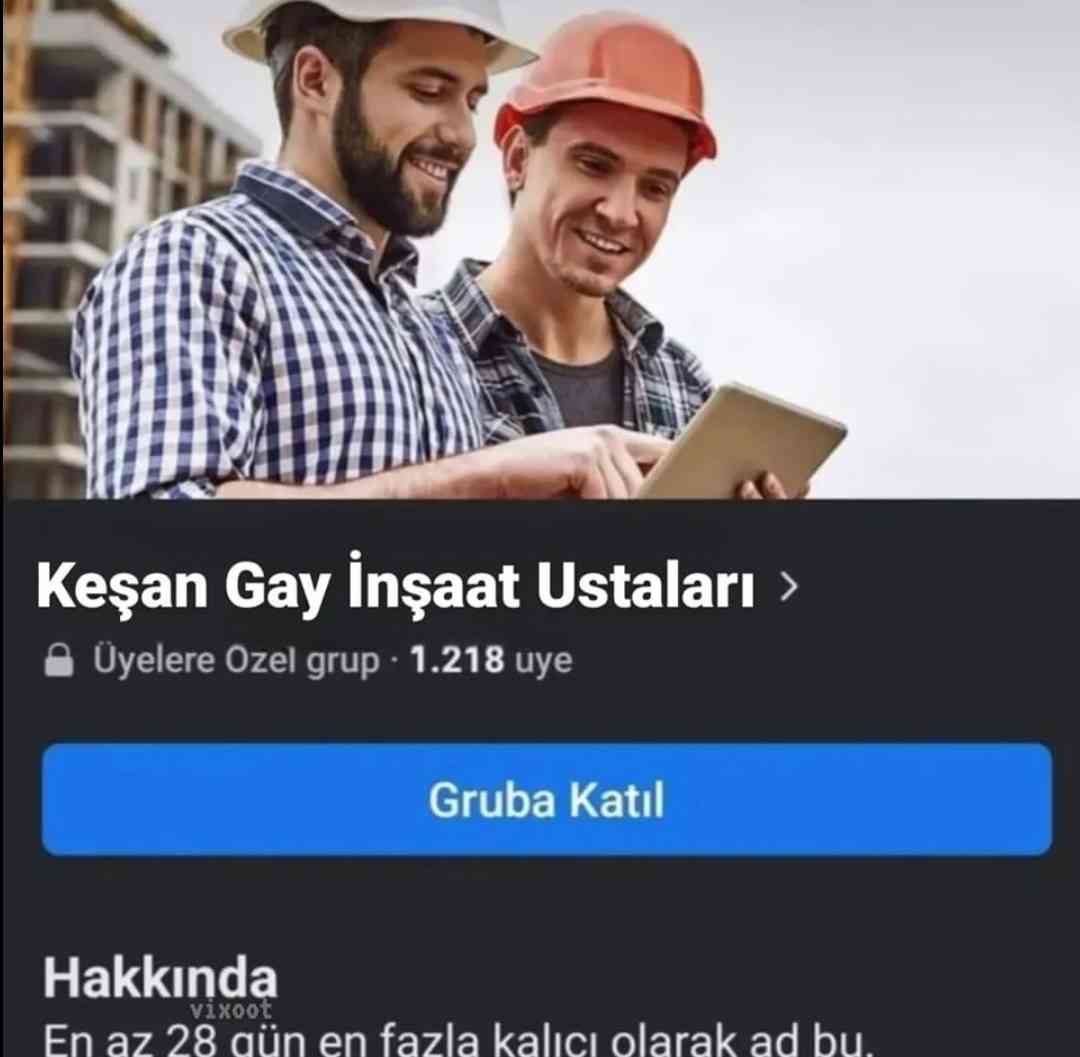 Keşan Gay İnşaat Ustaları >
Üyelere Özel grup · 1.218 uye
Gruba Katıl
Hakkında
vixoot
En az 28 gün en fazla kalıcı olarak ad bu.